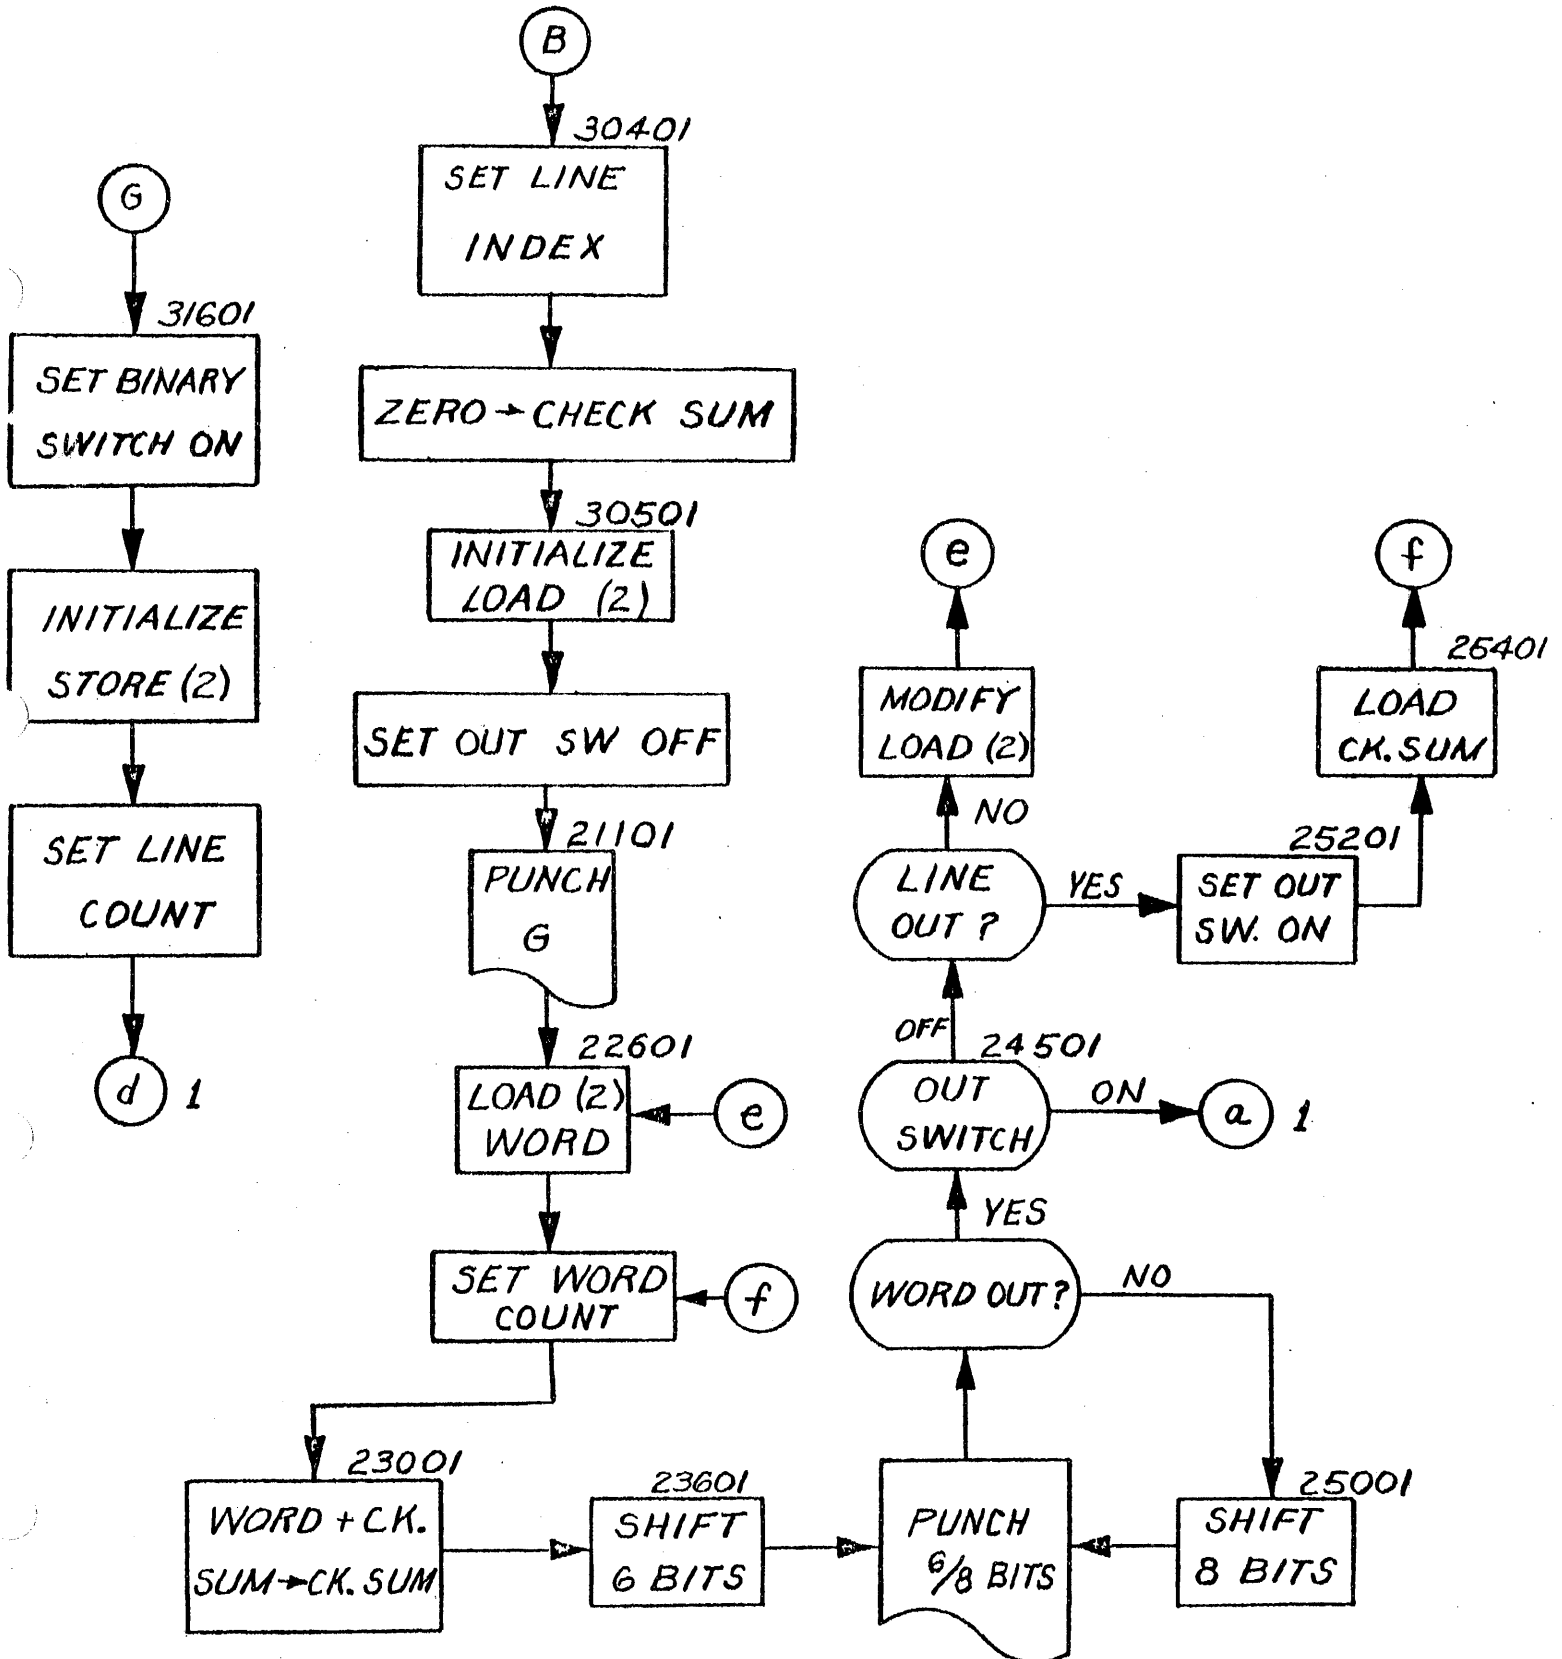 G
31601
SET BINARY
SWITCH ON
INITIALIZE
STORE (2)
SET LINE
COUNT
d 1
B
30401
SET LINE
INDEX
ZERO → CHECK SUM
30501
INITIALIZE
LOAD (2)
SET OUT SW OFF
21101
PUNCH
G
22601
LOAD (2)
WORD
e
SET WORD
COUNT
f
23001
WORD + CK.
SUM → CK. SUM
23601
SHIFT
6 BITS
PUNCH
6/8 BITS
25001
SHIFT
8 BITS
WORD OUT?
NO
YES
24501
OUT
SWITCH
ON
a 1
OFF
LINE
OUT?
YES
25201
SET OUT
SW. ON
NO
MODIFY
LOAD (2)
e
26401
LOAD
CK. SUM
f